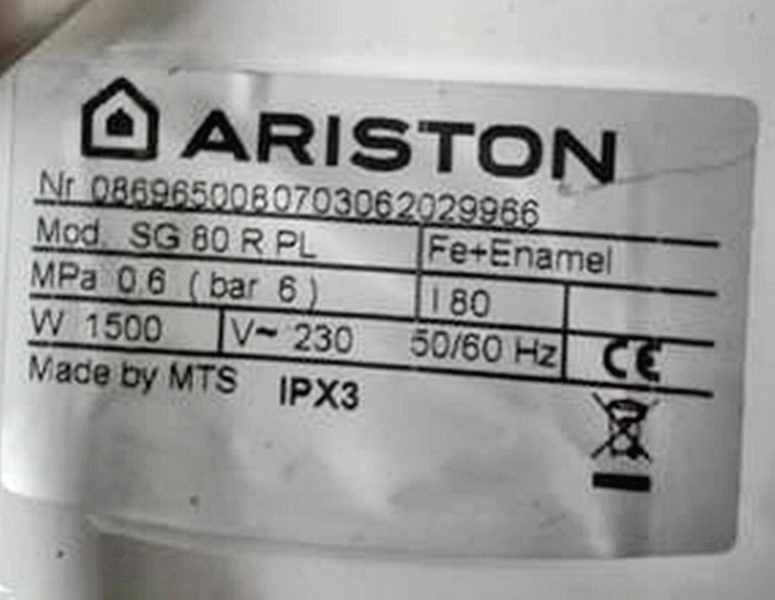 ARISTON
Nr 0869650080703062029966
Mod. SG 80 R PL Fe+Enamel
MPa 0.6 ( bar 6 ) l 80
W 1500 V~ 230 50/60 Hz CE
Made by MTS IPX3